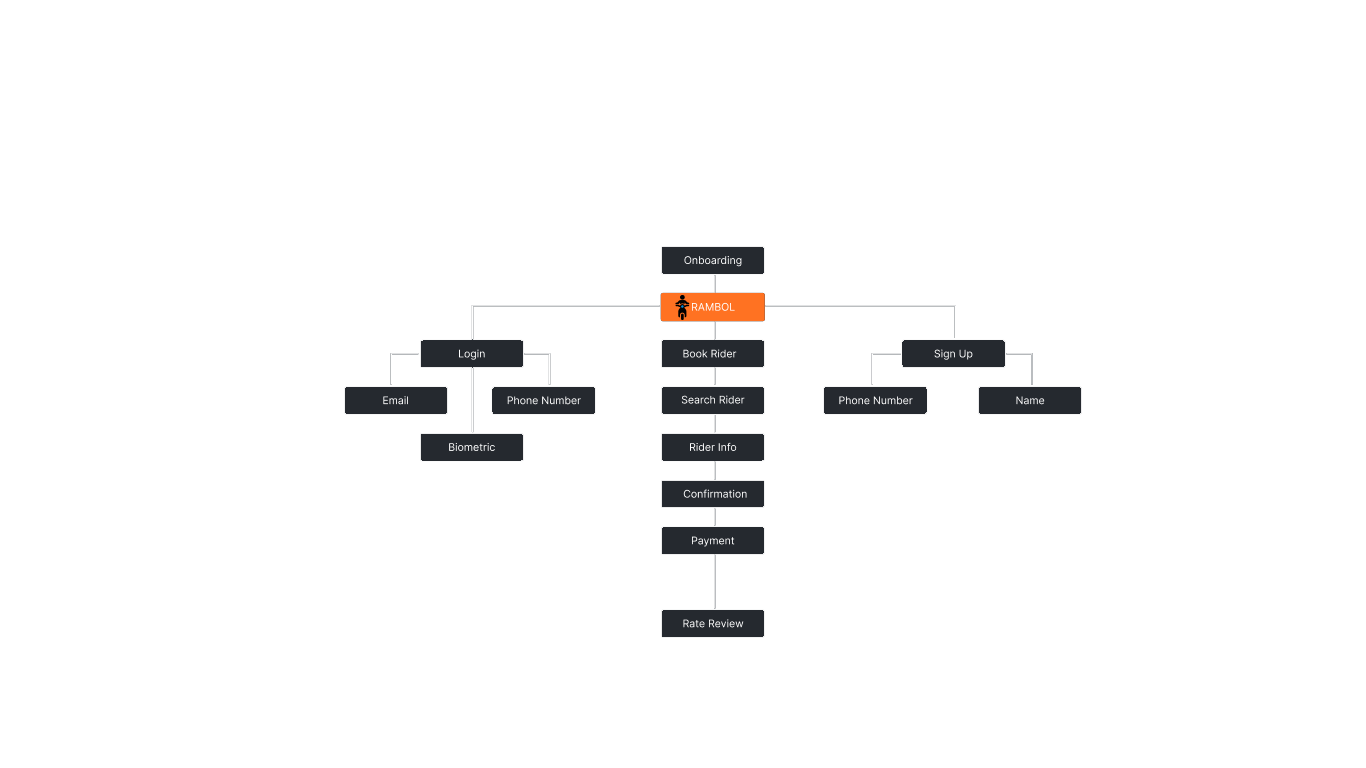 Onboarding
RAMBOL
Login
Book Rider
Sign Up
Email
Phone Number
Search Rider
Phone Number
Name
Biometric
Rider Info
Confirmation
Payment
Rate Review